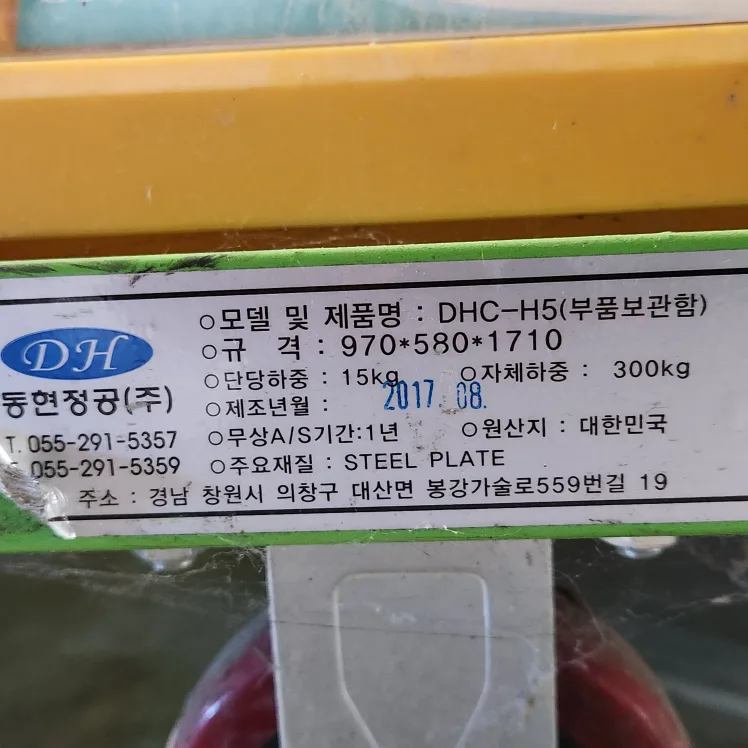 DH
동현정공(주)
T. 055-291-5357
055-291-5359
○모델 및 제품명 : DHC-H5(부품보관함)
○규 격 : 970*580*1710
○단당하중 : 15kg ○자체하중 : 300kg
○제조년월 : 2017. 08.
○무상A/S기간:1년 ○원산지 : 대한민국
○주요재질 : STEEL PLATE
주소 : 경남 창원시 의창구 대산면 봉강가술로559번길 19